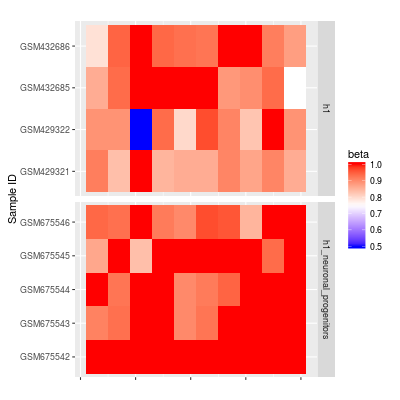 GSM432686
GSM432685
GSM429322
GSM429321
h1
GSM675546
GSM675545
GSM675544
GSM675543
GSM675542
h1_neuronal_progenitors
Sample ID
beta
1.0
0.9
0.8
0.7
0.6
0.5